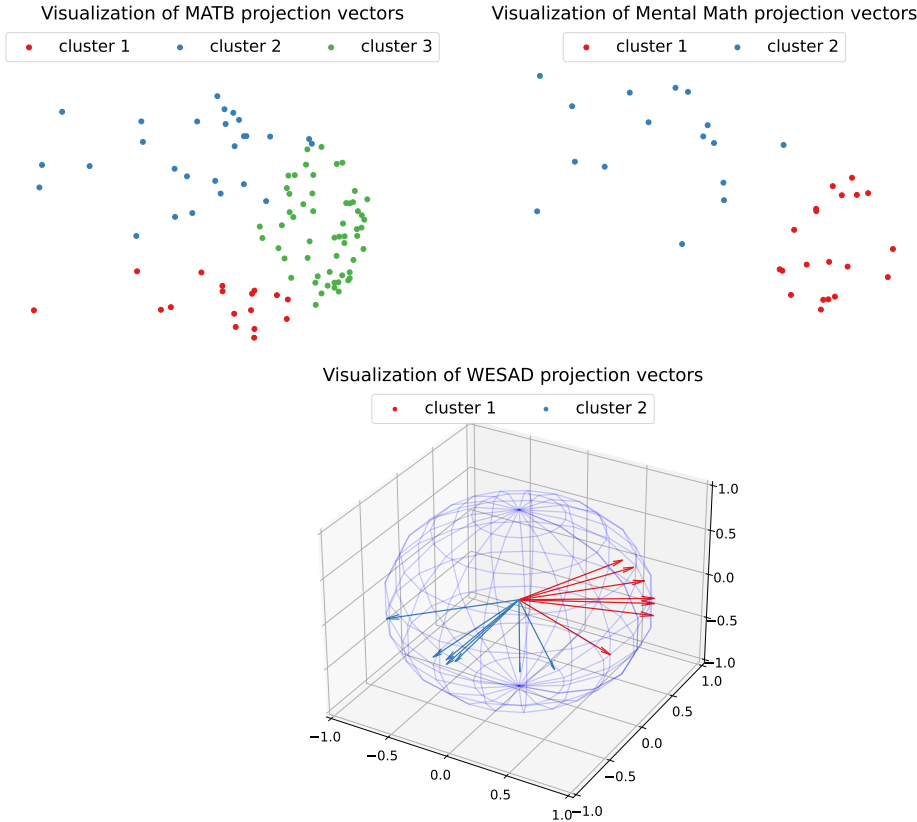 Visualization of MATB projection vectors
cluster 1 cluster 2 cluster 3
Visualization of Mental Math projection vectors
cluster 1 cluster 2
Visualization of WESAD projection vectors
cluster 1 cluster 2
1.0
0.5
0.0
−0.5
−1.0
1.0
0.5
0.0
−0.5
−1.0
−1.0
−0.5
0.0
0.5
1.0